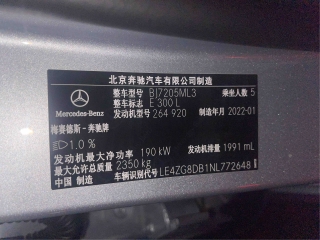 北京奔驰汽车有限公司制造
整车型号 BJ7205ML3 乘坐人数 5
整车标志 E 300 L
发动机型号 264 920 制造年月 2022-01
Mercedes-Benz
梅赛德斯-奔驰牌
1.0 %
发动机最大净功率 190 kW 发动机排量 1991 mL
最大允许总质量 2350 kg
中国 制造 车辆识别代号 LE4ZG8DB1NL772648